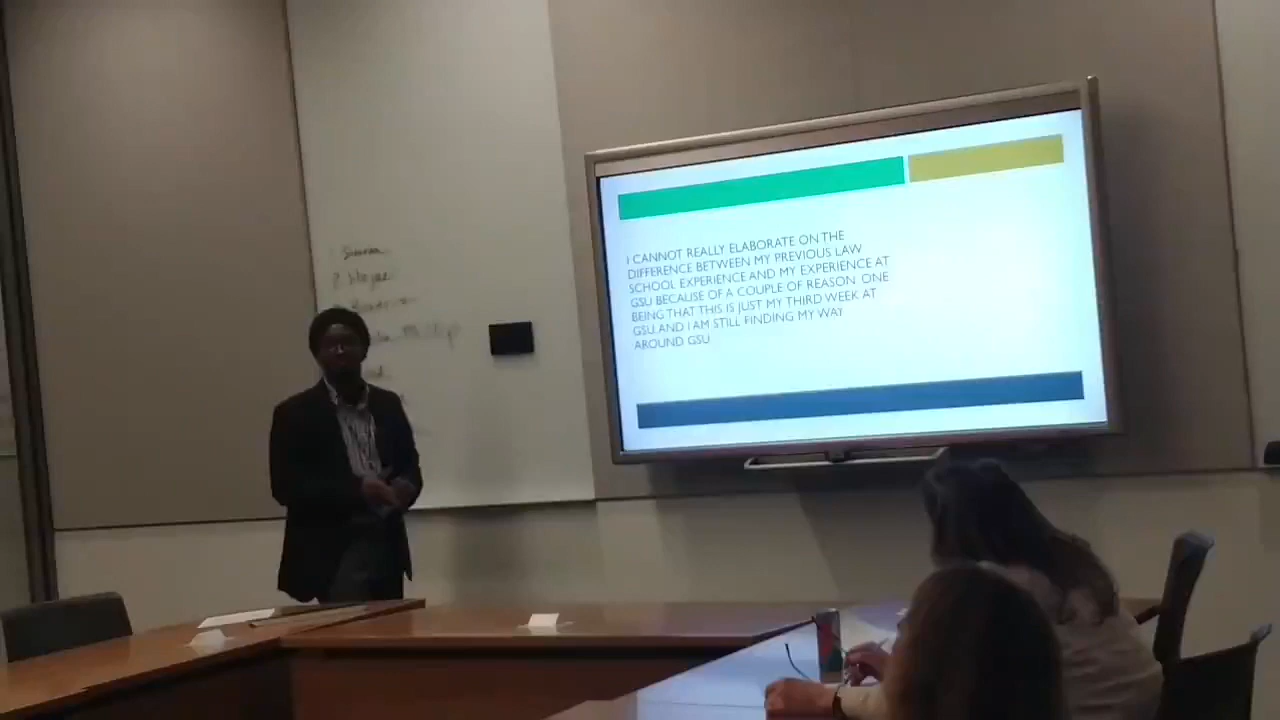 I CANNOT REALLY ELABORATE ON THE
DIFFERENCE BETWEEN MY PREVIOUS LAW
SCHOOL EXPERIENCE AND MY EXPERIENCE AT
GSU BECAUSE OF A COUPLE OF REASON. ONE
BEING THAT THIS IS JUST MY THIRD WEEK AT
GSU AND I AM STILL FINDING MY WAY
AROUND GSU